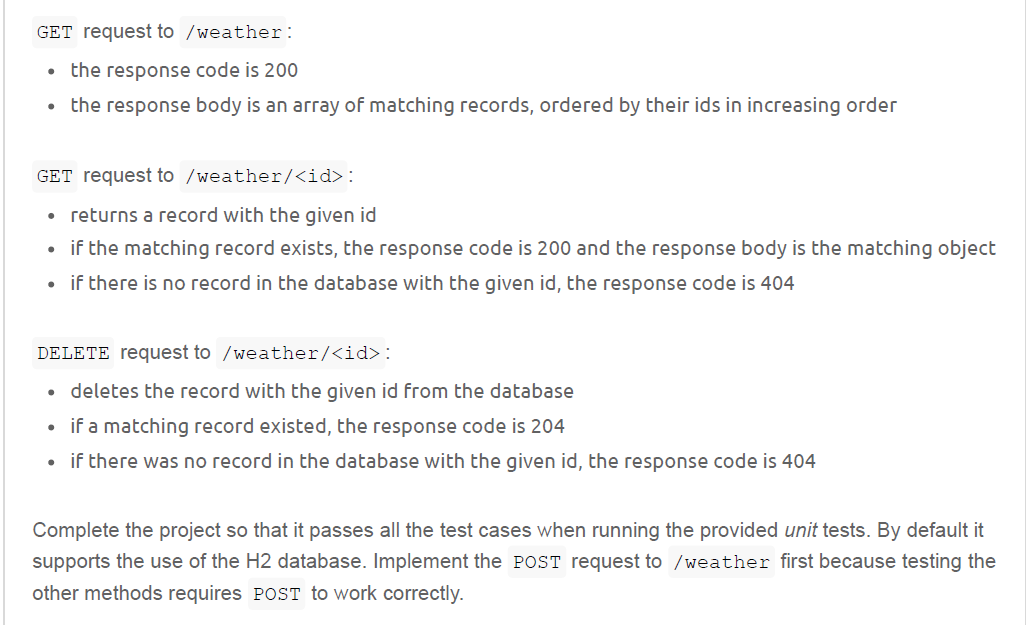 GET request to /weather:
• the response code is 200
• the response body is an array of matching records, ordered by their ids in increasing order
GET request to /weather/<id>:
• returns a record with the given id
• if the matching record exists, the response code is 200 and the response body is the matching object
• if there is no record in the database with the given id, the response code is 404
DELETE request to /weather/<id>:
• deletes the record with the given id from the database
• if a matching record existed, the response code is 204
• if there was no record in the database with the given id, the response code is 404
Complete the project so that it passes all the test cases when running the provided unit tests. By default it
supports the use of the H2 database. Implement the POST request to /weather first because testing the
other methods requires POST to work correctly.